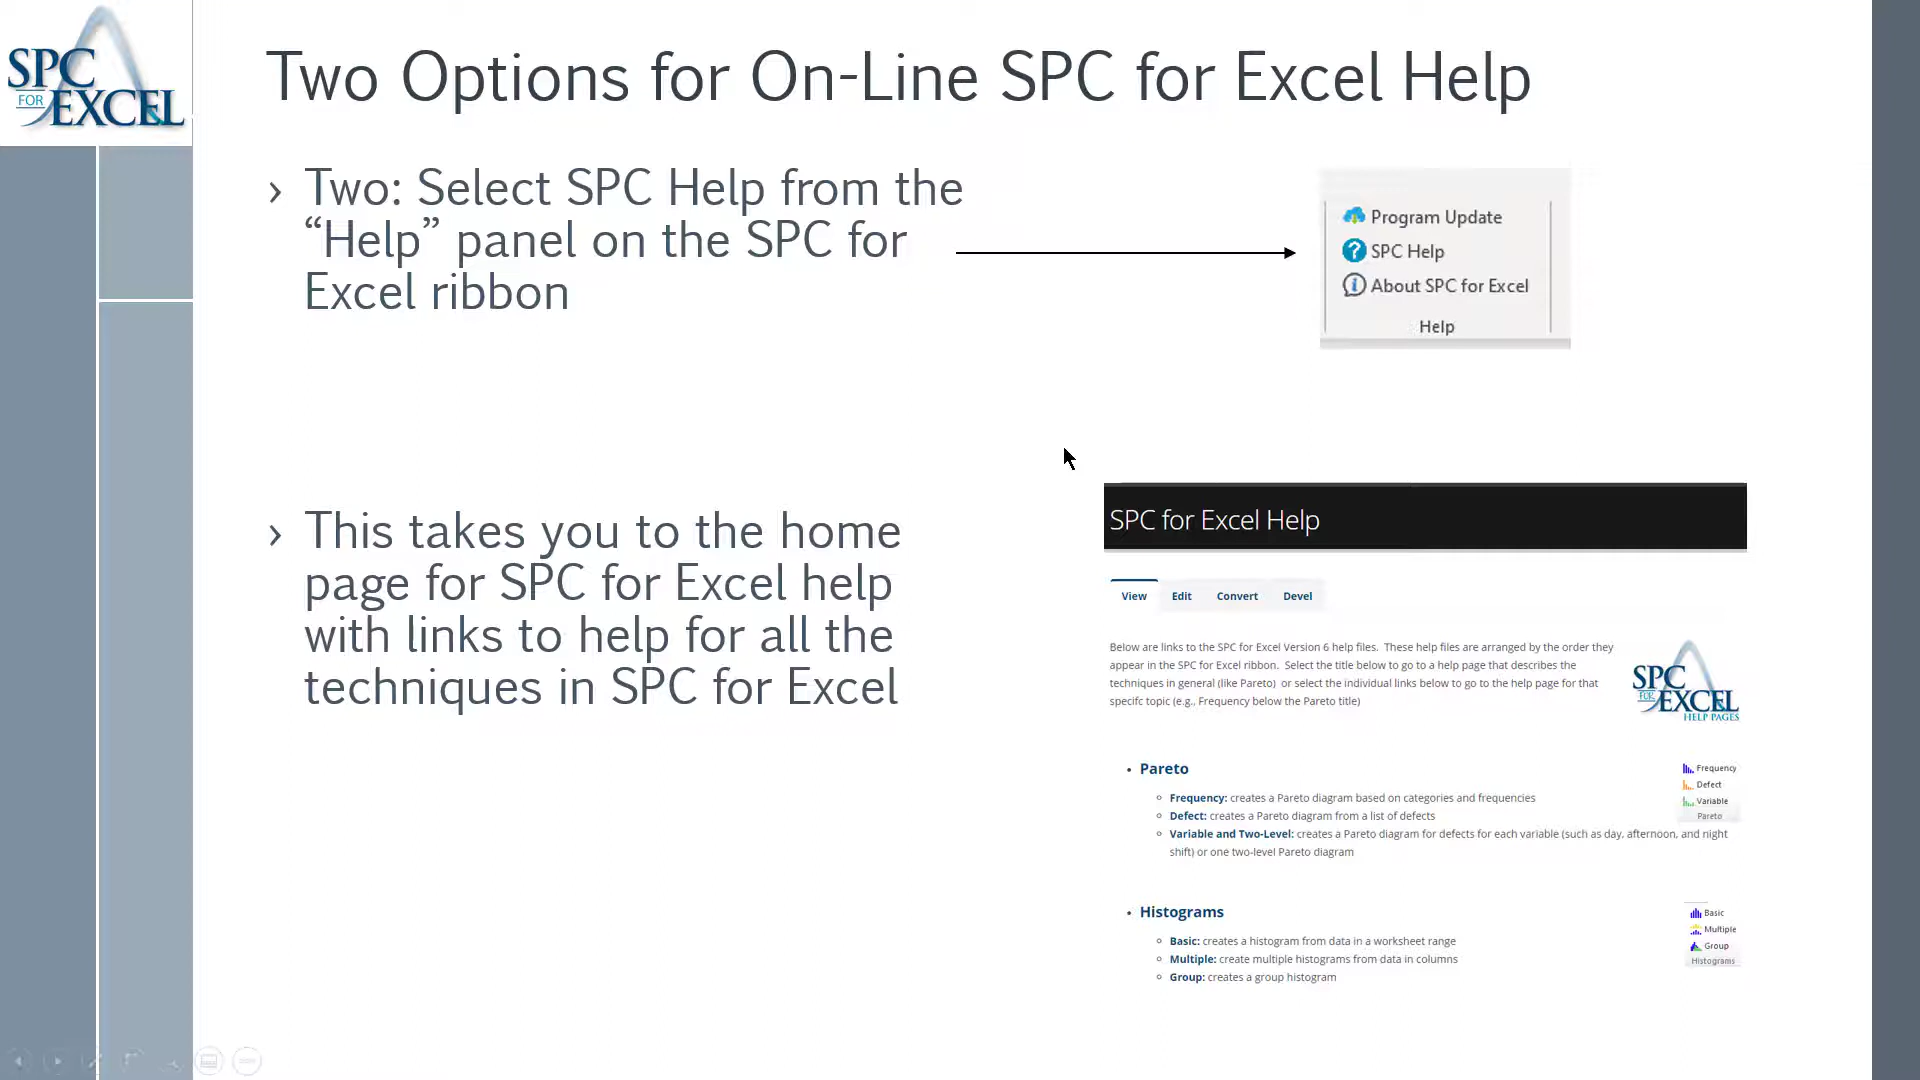 SPC
FOR
EXCEL
Two Options for On-Line SPC for Excel Help
› Two: Select SPC Help from the
“Help” panel on the SPC for
Excel ribbon
Program Update
SPC Help
About SPC for Excel
Help
› This takes you to the home
page for SPC for Excel help
with links to help for all the
techniques in SPC for Excel
SPC for Excel Help
View Edit Convert Devel
Below are links to the SPC for Excel Version 6 help files. These help files are arranged by the order they
appear in the SPC for Excel ribbon. Select the title below to go to a help page that describes the
techniques in general (like Pareto) or select the individual links below to go to the help page for that
specifc topic (e.g., Frequency below the Pareto title)
SPC
FOR
EXCEL
HELP PAGES
• Pareto
Frequency: creates a Pareto diagram based on categories and frequencies
Defect: creates a Pareto diagram from a list of defects
Variable and Two-Level: creates a Pareto diagram for defects for each variable (such as day, afternoon, and night
shift) or one two-level Pareto diagram
Frequency
Defect
Variable
Pareto
• Histograms
Basic: creates a histogram from data in a worksheet range
Multiple: create multiple histograms from data in columns
Group: creates a group histogram
Basic
Multiple
Group
Histograms